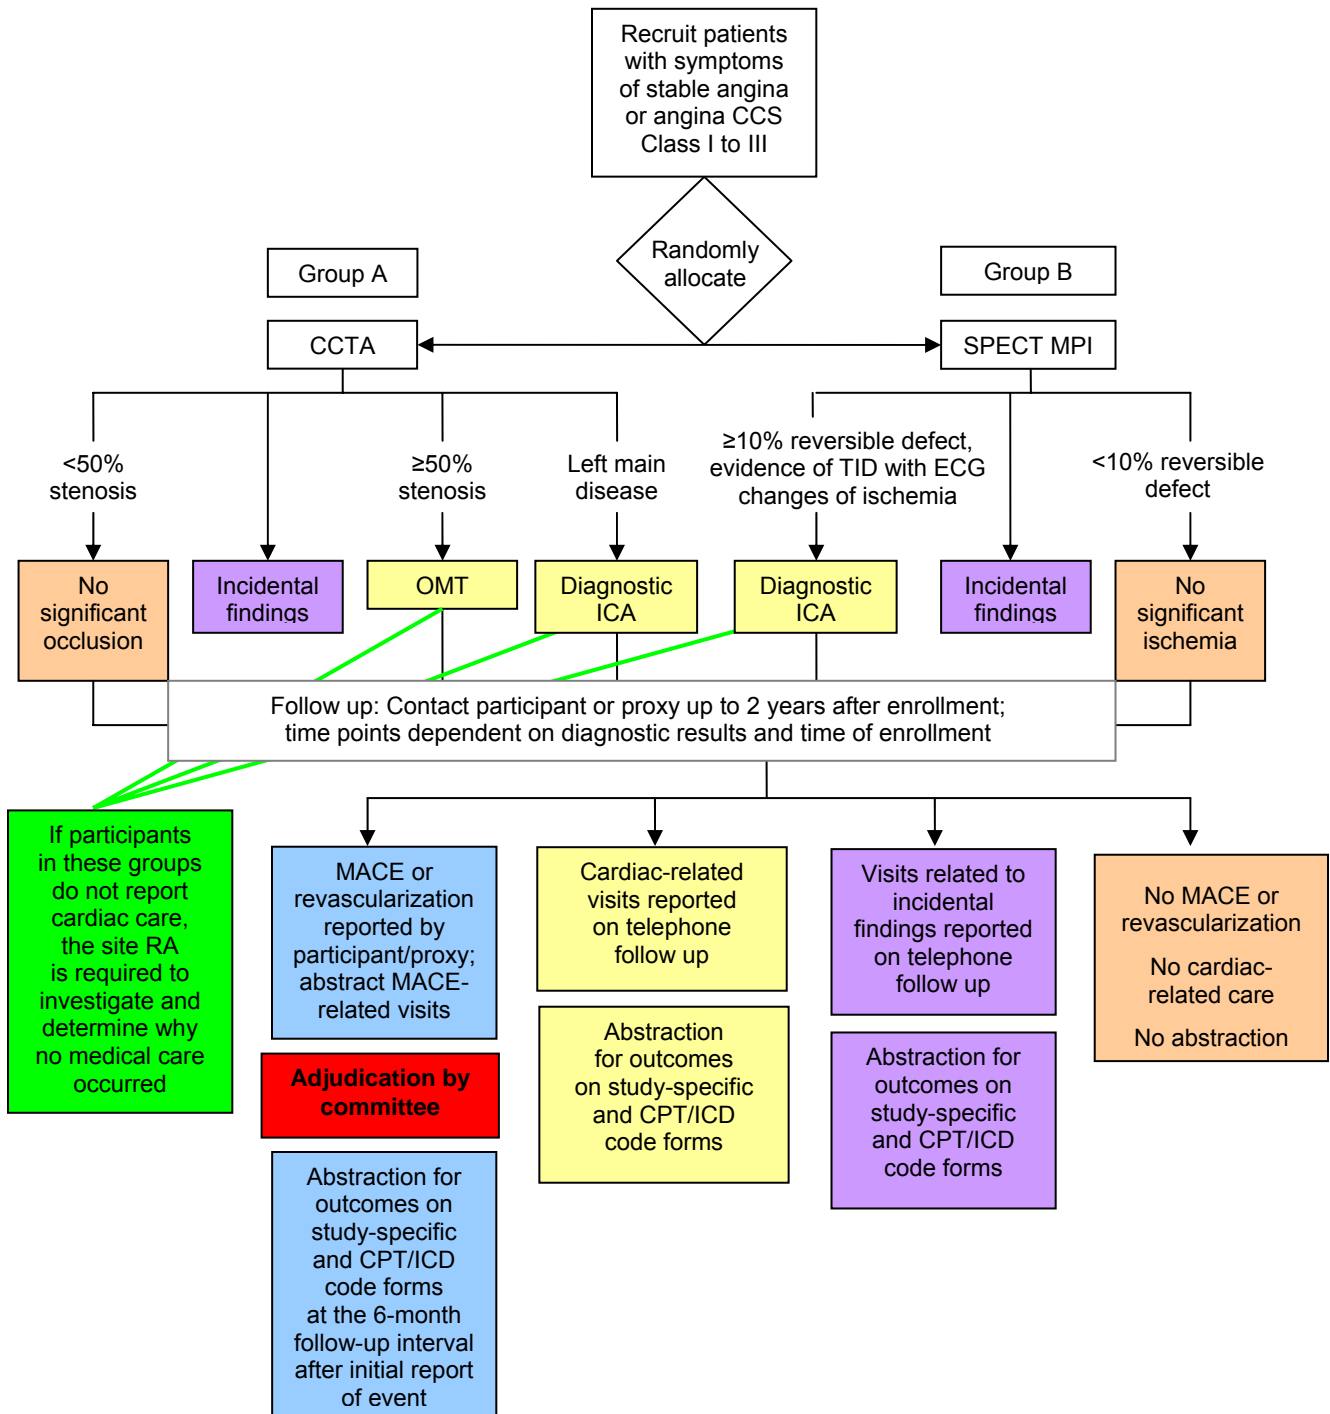 Recruit patients
with symptoms
of stable angina
or angina CCS
Class I to III
Randomly
allocate
Group A
Group B
CCTA
SPECT MPI
<50%
stenosis
≥50%
stenosis
Left main
disease
≥10% reversible defect,
evidence of TID with ECG
changes of ischemia
<10% reversible
defect
No
significant
occlusion
Incidental
findings
OMT
Diagnostic
ICA
Diagnostic
ICA
Incidental
findings
No
significant
ischemia
Follow up: Contact participant or proxy up to 2 years after enrollment;
time points dependent on diagnostic results and time of enrollment
If participants
in these groups
do not report
cardiac care,
the site RA
is required to
investigate and
determine why
no medical care
occurred
MACE or
revascularization
reported by
participant/proxy;
abstract MACE-
related visits
Adjudication by
committee
Abstraction for
outcomes on
study-specific
and CPT/ICD
code forms
at the 6-month
follow-up interval
after initial report
of event
Cardiac-related
visits reported
on telephone
follow up
Abstraction
for outcomes
on study-specific
and CPT/ICD
code forms
Visits related to
incidental
findings reported
on telephone
follow up
Abstraction for
outcomes on
study-specific
and CPT/ICD
code forms
No MACE or
revascularization
No cardiac-
related care
No abstraction